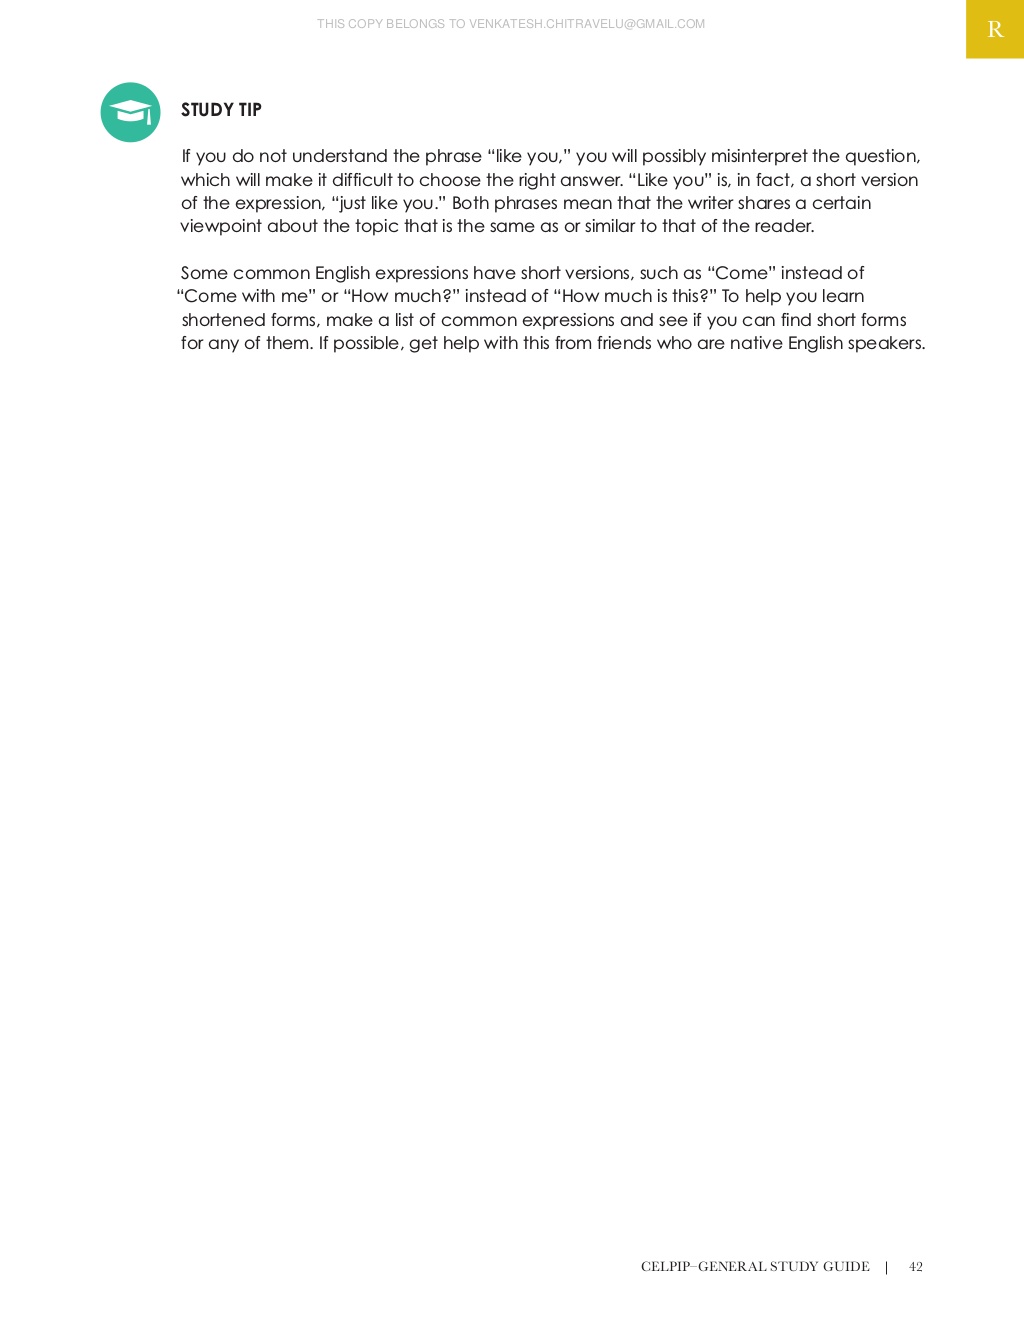 THIS COPY BELONGS TO VENKATESH.CHITRAVELU@GMAIL.COM
R
STUDY TIP
If you do not understand the phrase “like you,” you will possibly misinterpret the question,
which will make it difficult to choose the right answer. “Like you” is, in fact, a short version
of the expression, “just like you.” Both phrases mean that the writer shares a certain
viewpoint about the topic that is the same as or similar to that of the reader.
Some common English expressions have short versions, such as “Come” instead of
“Come with me” or “How much?” instead of “How much is this?” To help you learn
shortened forms, make a list of common expressions and see if you can find short forms
for any of them. If possible, get help with this from friends who are native English speakers.
CELPIP–GENERAL STUDY GUIDE | 42